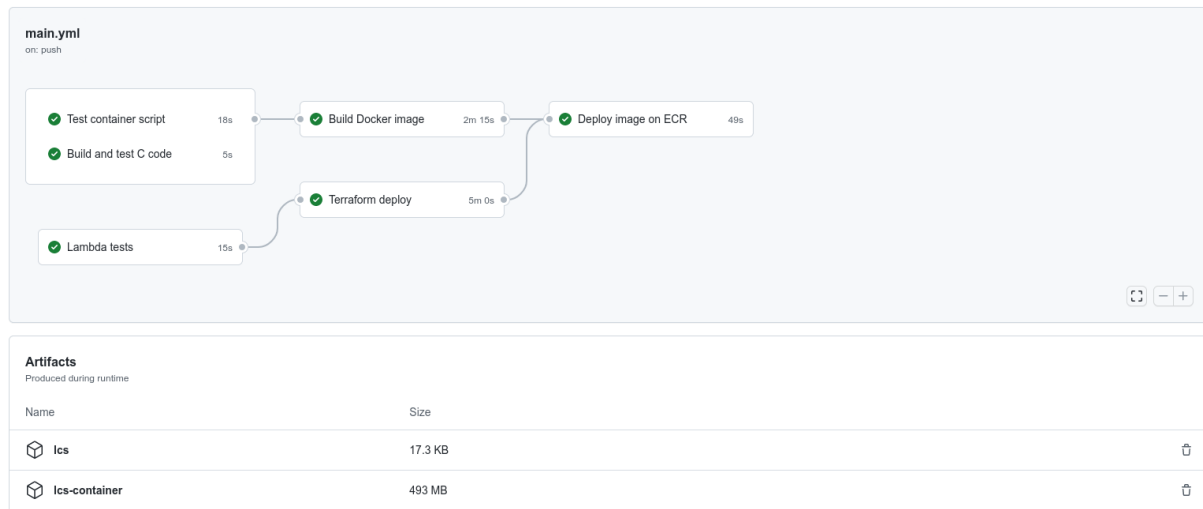 main.yml
on: push
Test container script 18s
Build and test C code 5s
Build Docker image 2m 15s
Deploy image on ECR 49s
Terraform deploy 5m 0s
Lambda tests 15s
Artifacts
Produced during runtime
Name Size
lcs 17.3 KB
lcs-container 493 MB